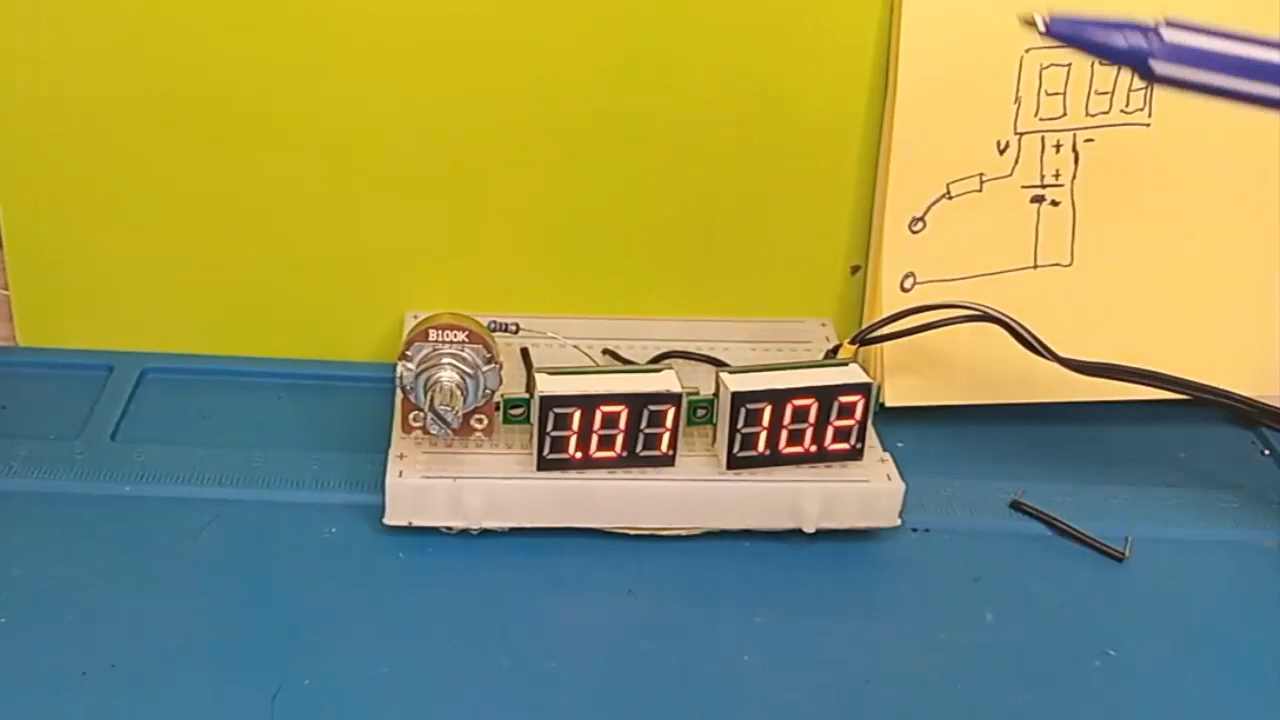 V + -
+
B100K
1.01
10.2